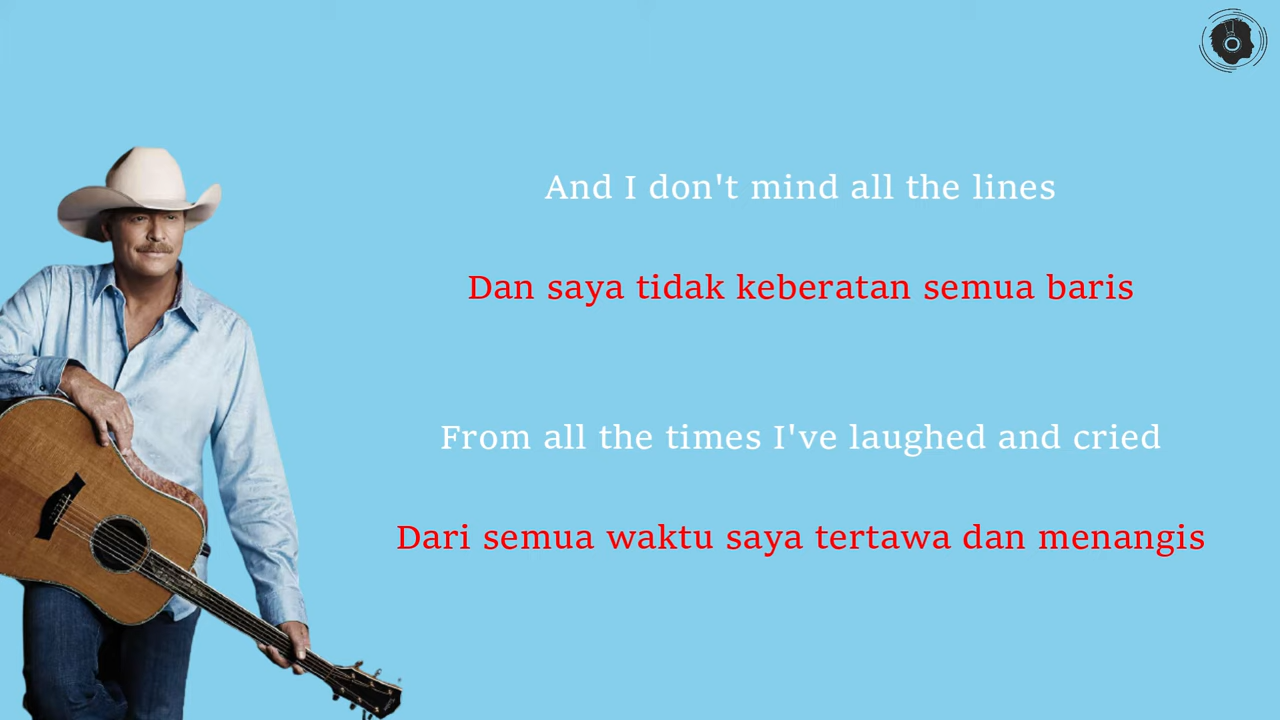 And I don't mind all the lines
Dan saya tidak keberatan semua baris
From all the times I've laughed and cried
Dari semua waktu saya tertawa dan menangis